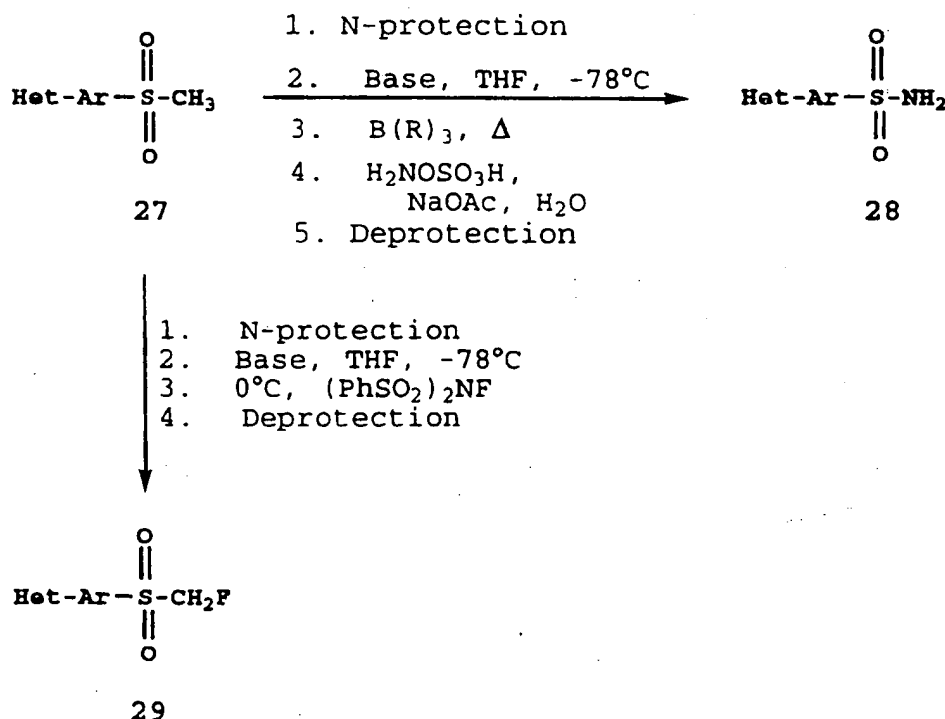 1. N-protection
2. Base, THF, -78°C
3. B(R)3, Δ
4. H2NOSO3H,
NaOAc, H2O
5. Deprotection
O
Het-Ar-S-CH3
O
27
O
Het-Ar-S-NH2
O
28
1. N-protection
2. Base, THF, -78°C
3. 0°C, (PhSO2)2NF
4. Deprotection
O
Het-Ar-S-CH2F
O
29